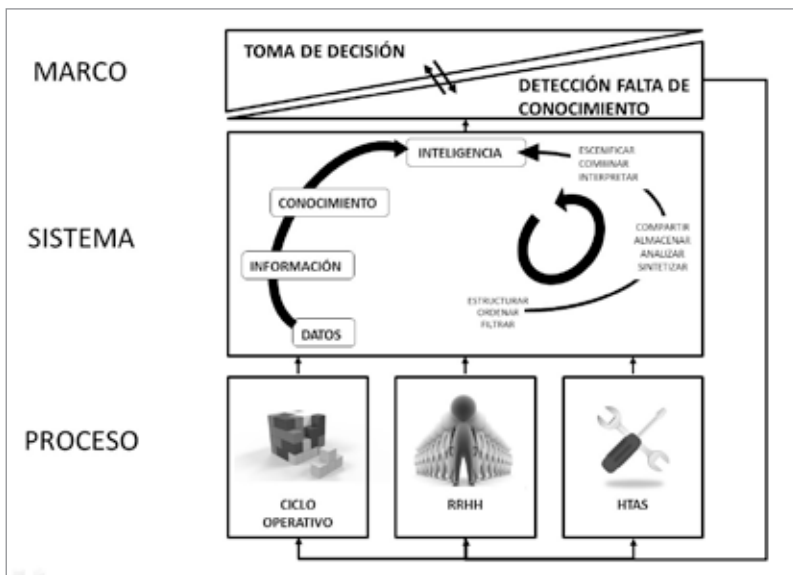 MARCO
TOMA DE DECISIÓN
DETECCIÓN FALTA DE
CONOCIMIENTO
SISTEMA
INTELIGENCIA
CONOCIMIENTO
INFORMACIÓN
DATOS
ESCENIFICAR
COMBINAR
INTERPRETAR
COMPARTIR
ALMACENAR
ANALIZAR
SINTETIZAR
ESTRUCTURAR
ORDENAR
FILTRAR
PROCESO
CICLO
OPERATIVO
RRHH
HTAS